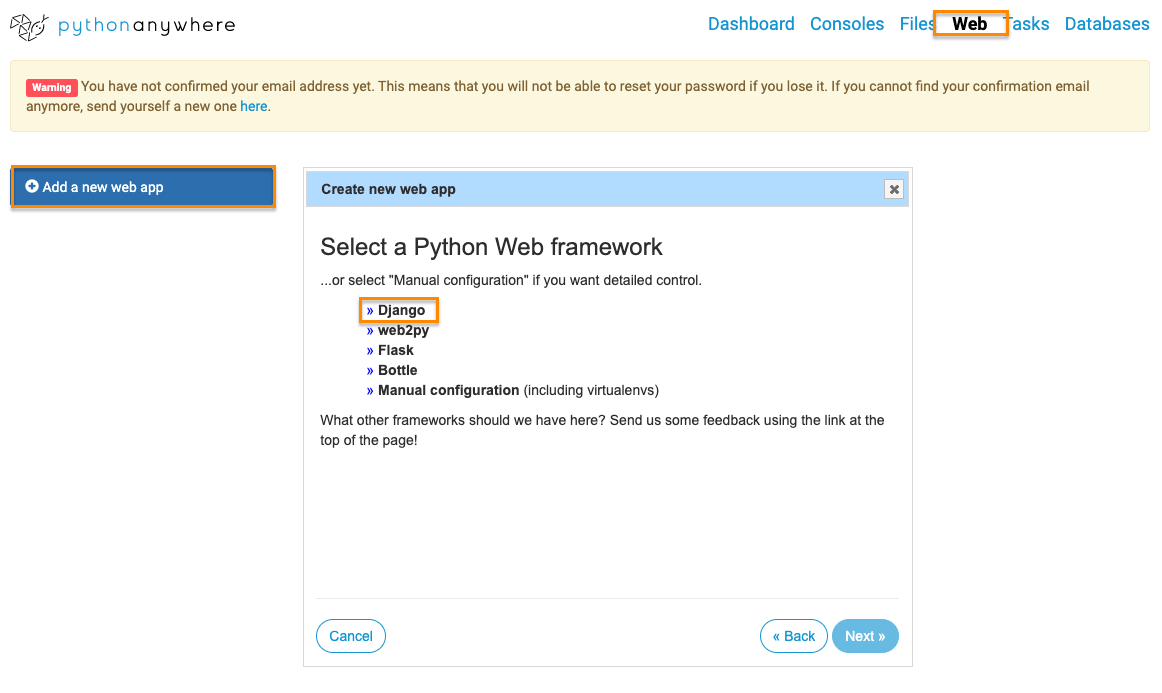 pythonanywhere
Dashboard Consoles Files Web Tasks Databases
Warning You have not confirmed your email address yet. This means that you will not be able to reset your password if you lose it. If you cannot find your confirmation email
anymore, send yourself a new one here.
Add a new web app
Create new web app
Select a Python Web framework
...or select "Manual configuration" if you want detailed control.
» Django
» web2py
» Flask
» Bottle
» Manual configuration (including virtualenvs)
What other frameworks should we have here? Send us some feedback using the link at the
top of the page!
Cancel « Back Next »